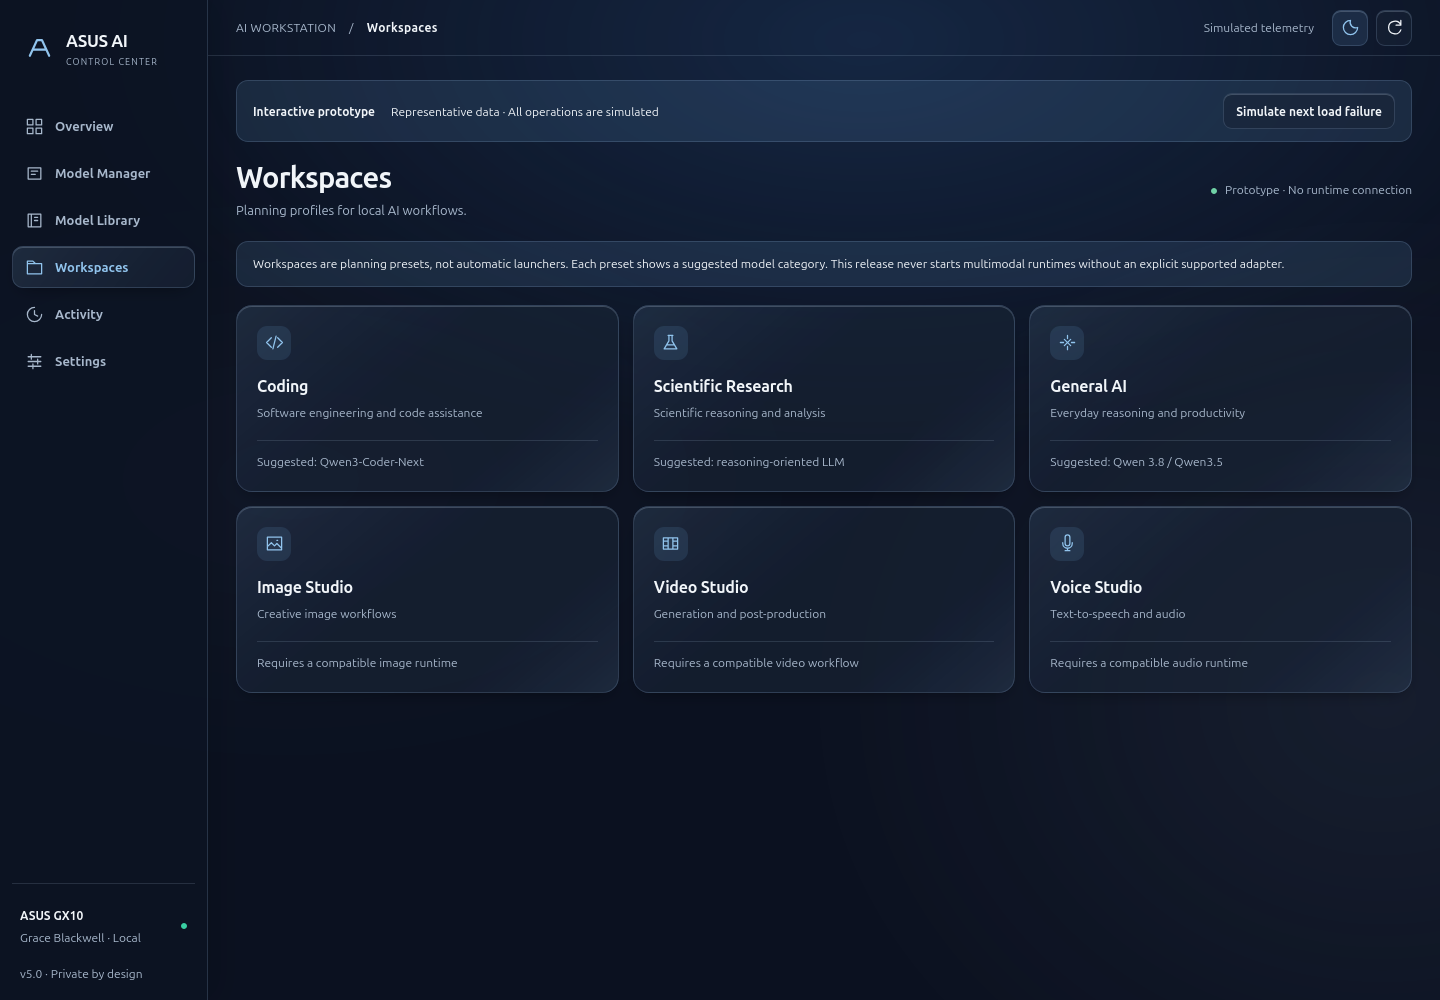 ASUS AI
CONTROL CENTER
Overview
Model Manager
Model Library
Workspaces
Activity
Settings
ASUS GX10
Grace Blackwell · Local
v5.0 · Private by design
AI WORKSTATION / Workspaces
Simulated telemetry
Interactive prototype Representative data · All operations are simulated
Simulate next load failure
Workspaces
Planning profiles for local AI workflows.
Prototype · No runtime connection
Workspaces are planning presets, not automatic launchers. Each preset shows a suggested model category. This release never starts multimodal runtimes without an explicit supported adapter.
Coding
Software engineering and code assistance
Suggested: Qwen3-Coder-Next
Scientific Research
Scientific reasoning and analysis
Suggested: reasoning-oriented LLM
General AI
Everyday reasoning and productivity
Suggested: Qwen 3.8 / Qwen3.5
Image Studio
Creative image workflows
Requires a compatible image runtime
Video Studio
Generation and post-production
Requires a compatible video workflow
Voice Studio
Text-to-speech and audio
Requires a compatible audio runtime